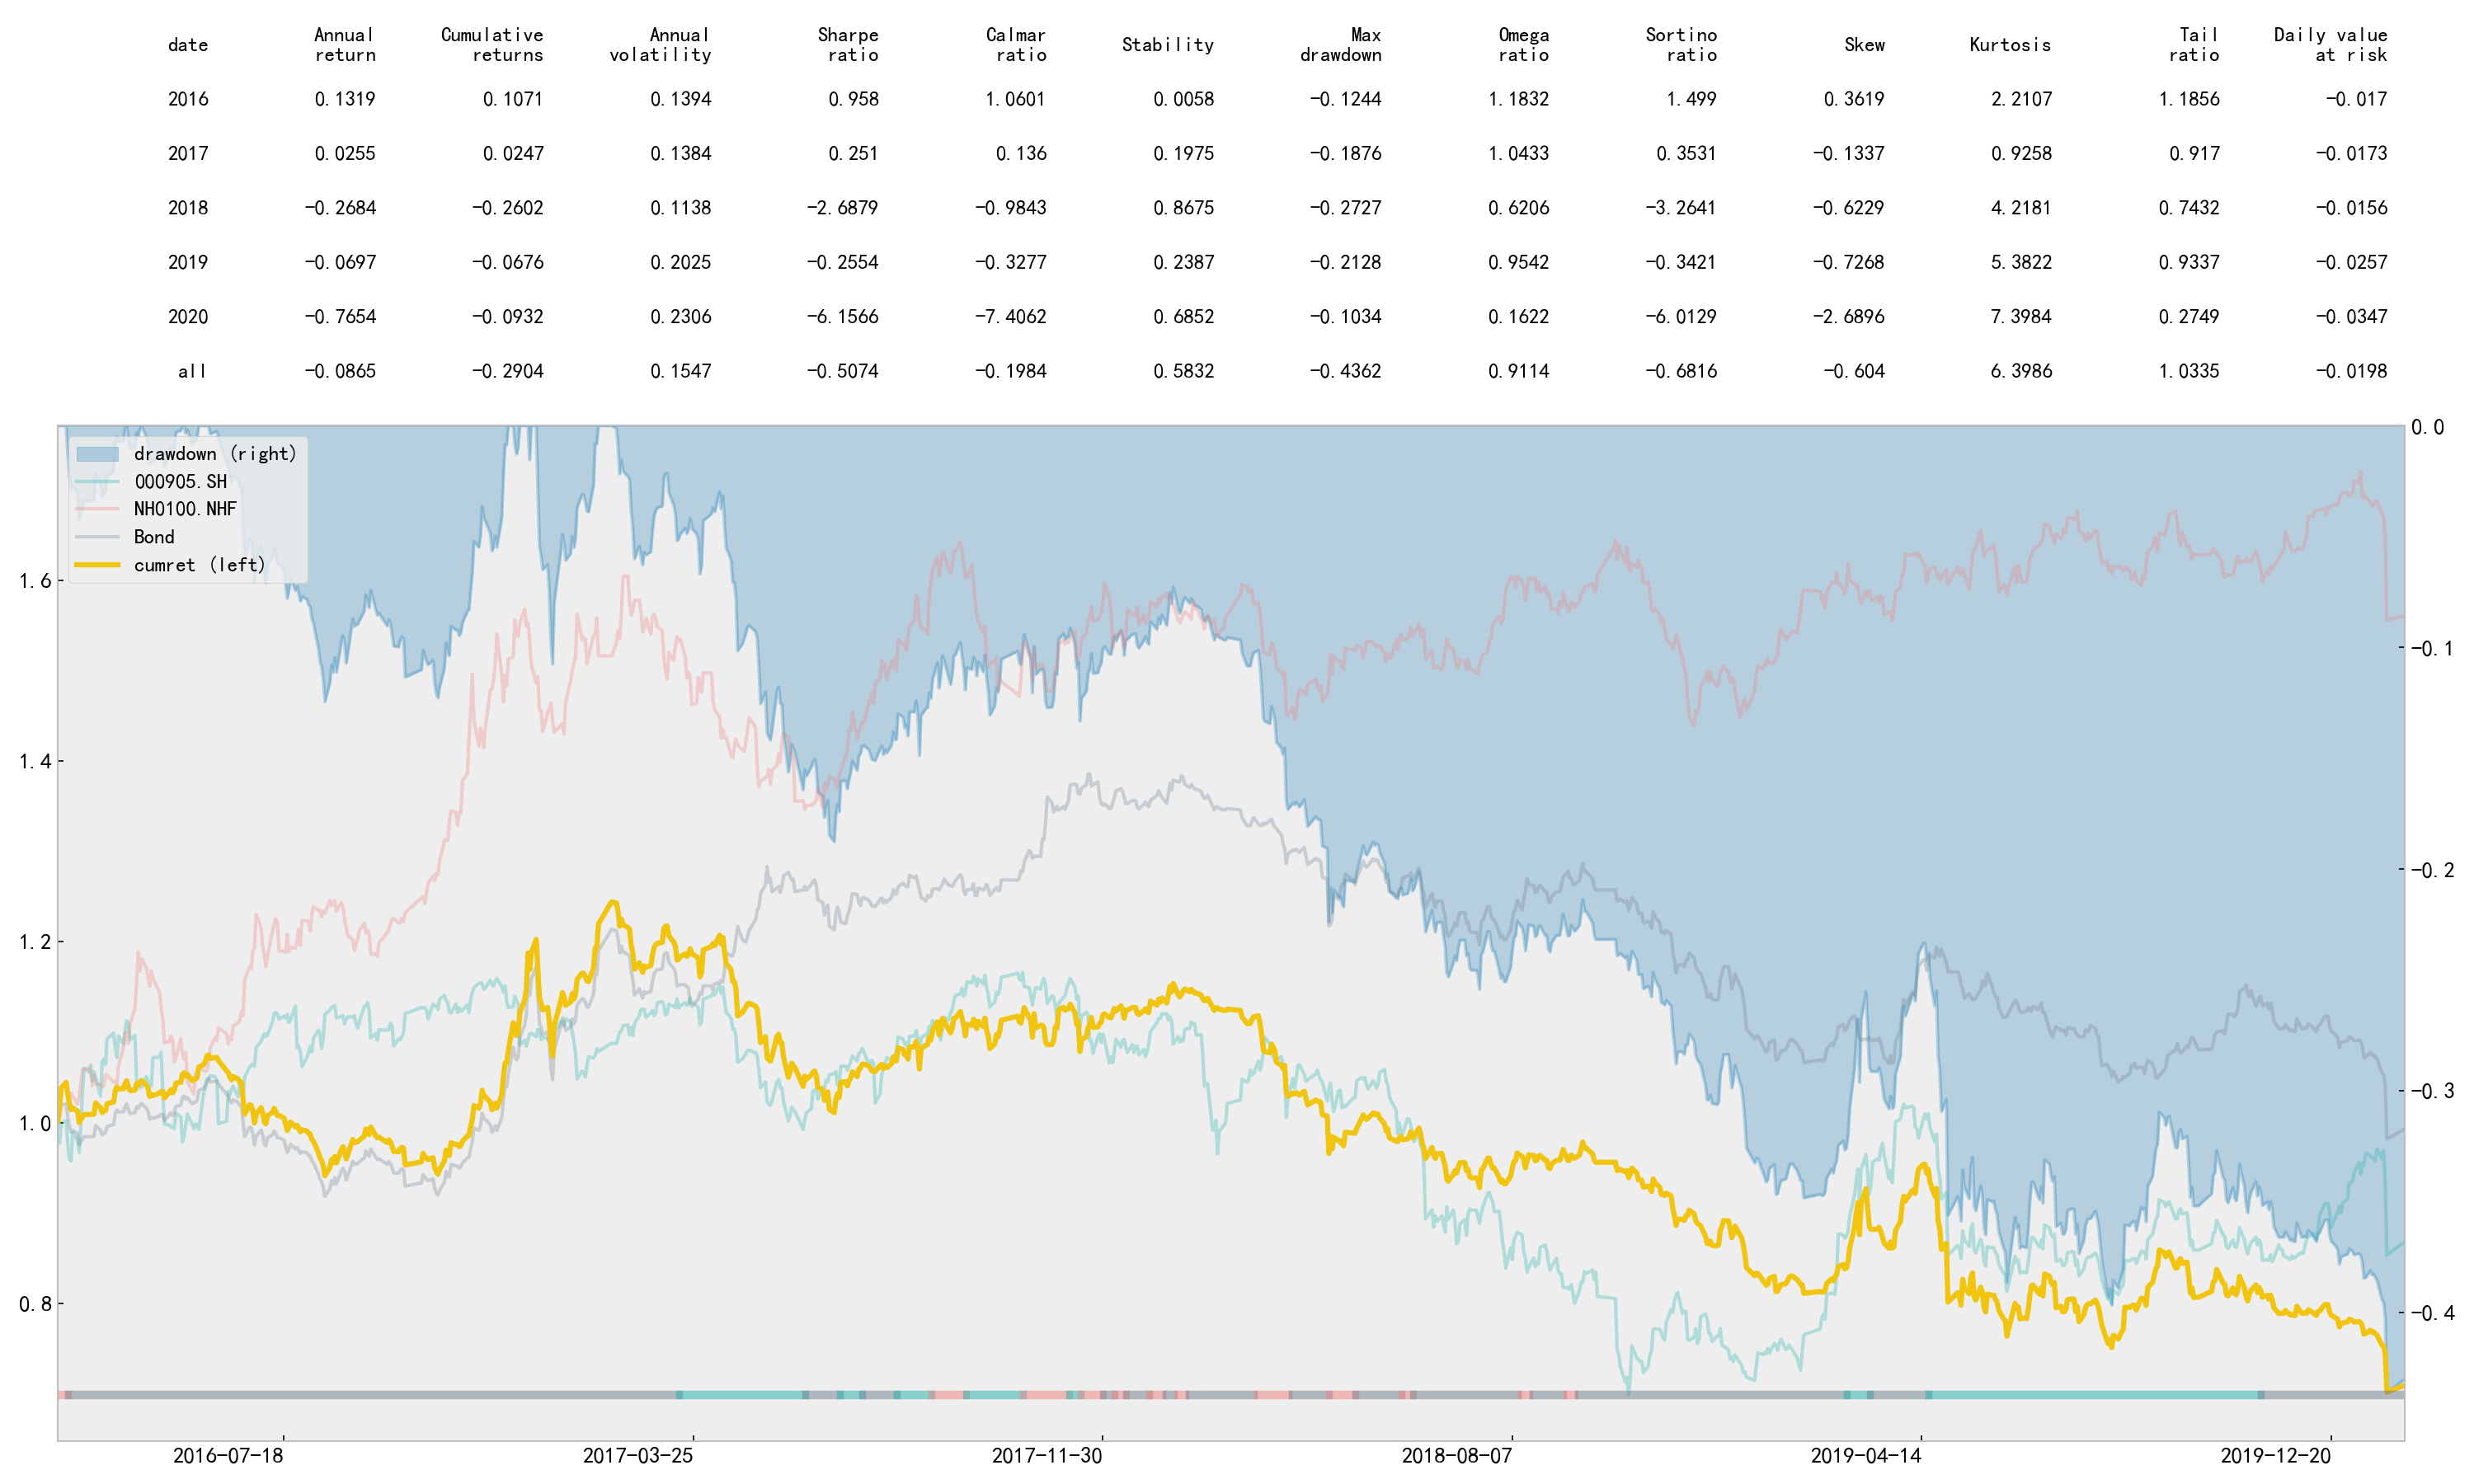 date Annual return Cumulative returns Annual volatility Sharpe ratio Calmar ratio Stability Max drawdown Omega ratio Sortino ratio Skew Kurtosis Tail ratio Daily value at risk
2016 0.1319 0.1071 0.1394 0.958 1.0601 0.0058 -0.1244 1.1832 1.499 0.3619 2.2107 1.1856 -0.017
2017 0.0255 0.0247 0.1384 0.251 0.136 0.1975 -0.1876 1.0433 0.3531 -0.1337 0.9258 0.917 -0.0173
2018 -0.2684 -0.2602 0.1138 -2.6879 -0.9843 0.8675 -0.2727 0.6206 -3.2641 -0.6229 4.2181 0.7432 -0.0156
2019 -0.0697 -0.0676 0.2025 -0.2554 -0.3277 0.2387 -0.2128 0.9542 -0.3421 -0.7268 5.3822 0.9337 -0.0257
2020 -0.7654 -0.0932 0.2306 -6.1566 -7.4062 0.6852 -0.1034 0.1622 -6.0129 -2.6896 7.3984 0.2749 -0.0347
all -0.0865 -0.2904 0.1547 -0.5074 -0.1984 0.5832 -0.4362 0.9114 -0.6816 -0.604 6.3986 1.0335 -0.0198
drawdown (right)
000905.SH
NH0100.NHF
Bond
cumret (left)
1.6
1.4
1.2
1.0
0.8
0.0
-0.1
-0.2
-0.3
-0.4
2016-07-18 2017-03-25 2017-11-30 2018-08-07 2019-04-14 2019-12-20